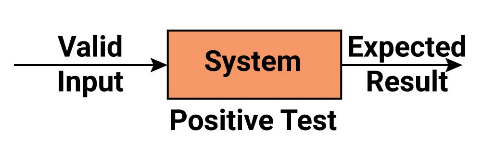 Valid
Input
System
Expected
Result
Positive Test